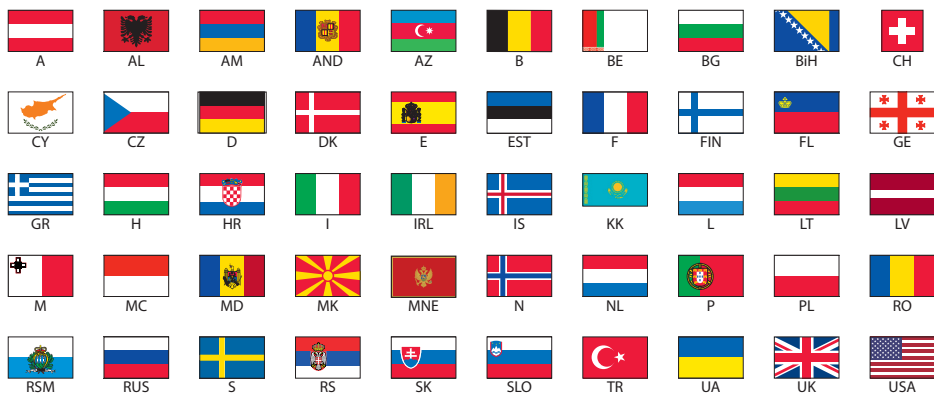 A AL AM AND AZ B BE BG BiH CH
CY CZ D DK E EST F FIN FL GE
GR H HR I IRL IS KK L LT LV
M MC MD MK MNE N NL P PL RO
RSM RUS S RS SK SLO TR UA UK USA